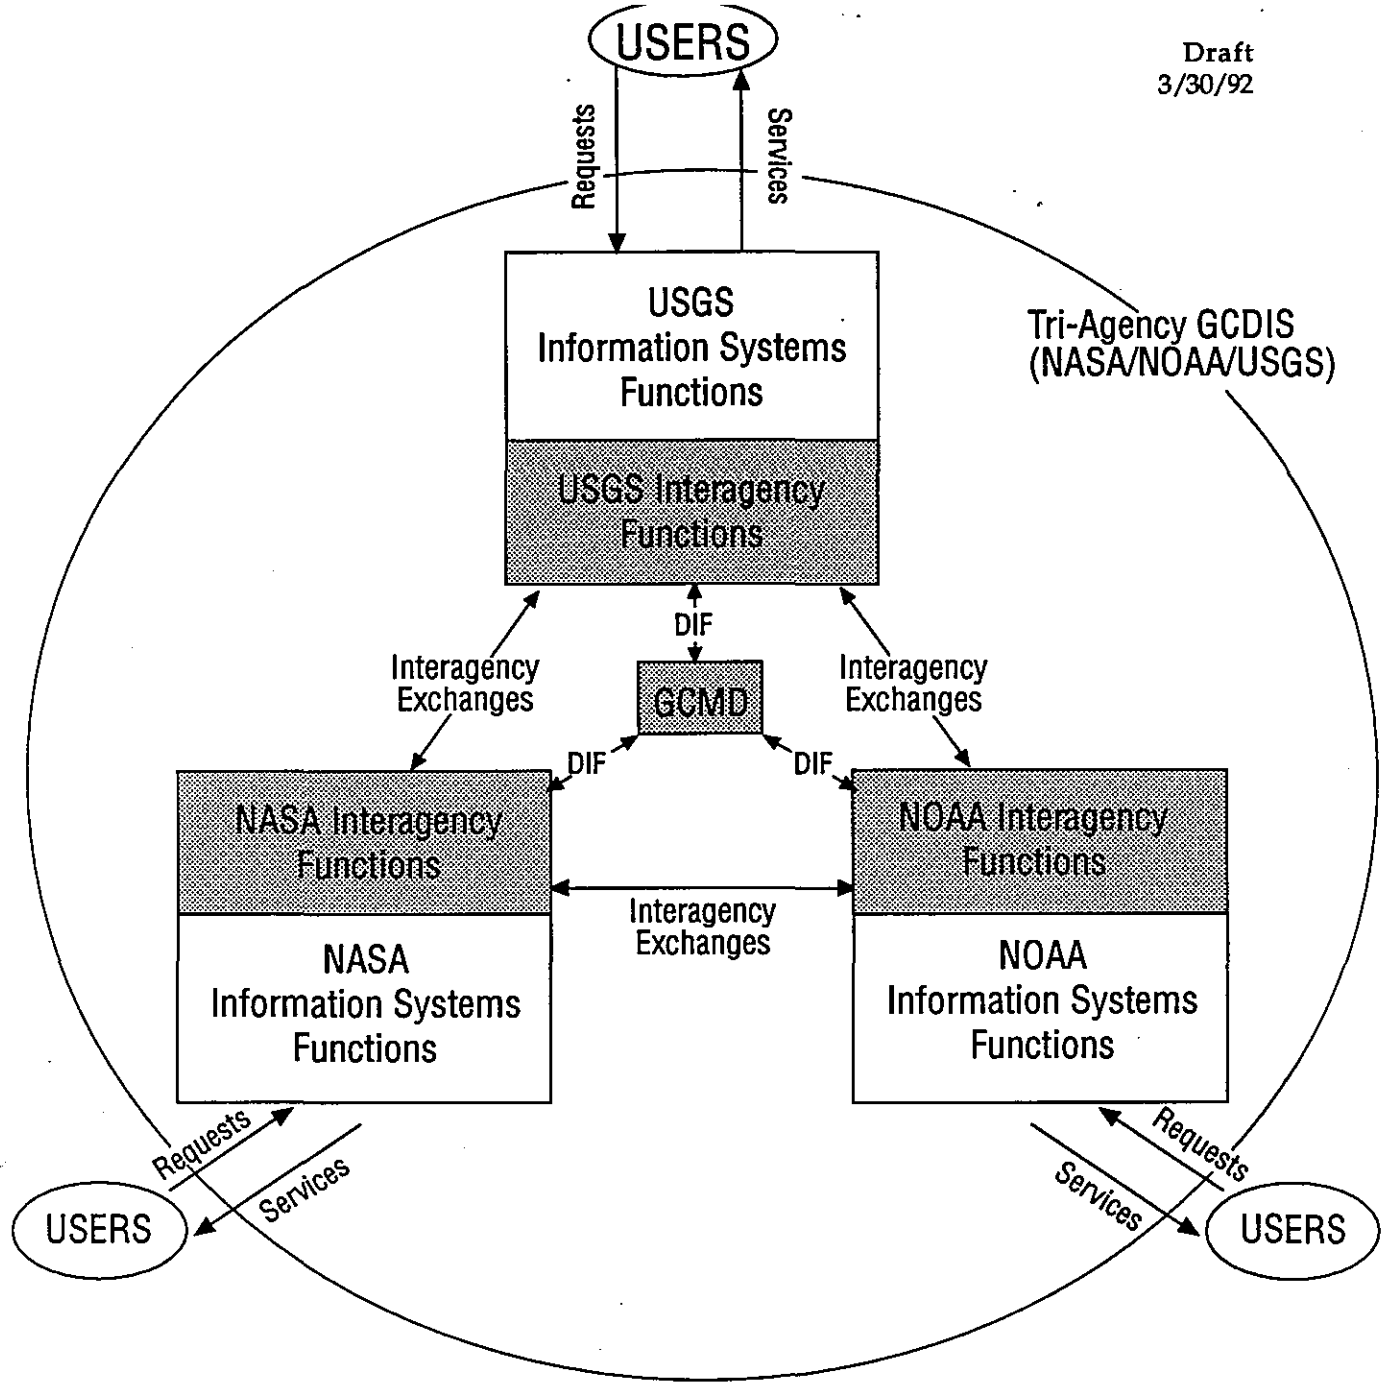 USERS
Draft
3/30/92
Requests
Services
USGS
Information Systems
Functions
Tri-Agency GCDIS
(NASA/NOAA/USGS)
USGS Interagency
Functions
DIF
Interagency
Exchanges
GCMD
Interagency
Exchanges
DIF
DIF
NASA Interagency
Functions
NOAA Interagency
Functions
Interagency
Exchanges
NASA
Information Systems
Functions
NOAA
Information Systems
Functions
Requests
Services
USERS
Requests
Services
USERS